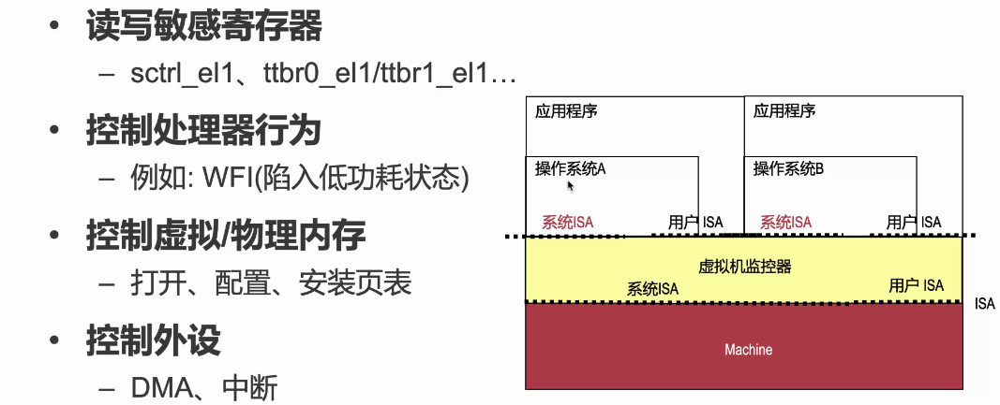 • 读写敏感寄存器
– sctrl_el1、ttbr0_el1/ttbr1_el1…
• 控制处理器行为
– 例如: WFI(陷入低功耗状态)
• 控制虚拟/物理内存
– 打开、配置、安装页表
• 控制外设
– DMA、中断
应用程序
应用程序
操作系统A
操作系统B
系统ISA
用户 ISA
系统ISA
用户 ISA
虚拟机监控器
系统ISA
用户 ISA
ISA
Machine